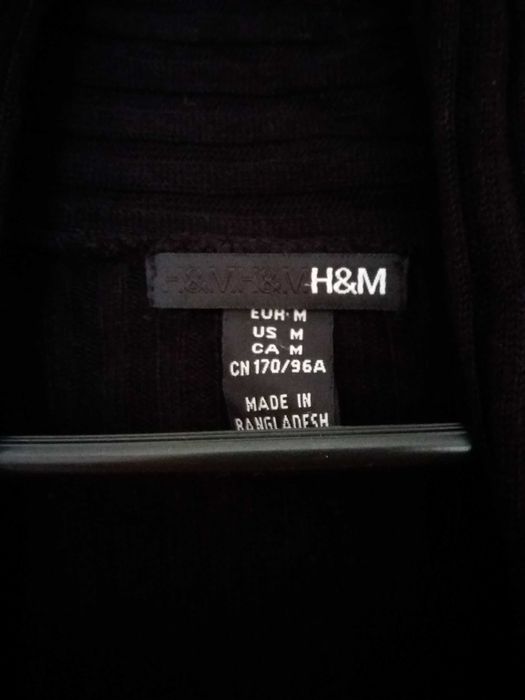 H&M H&M H&M
EUR M
US M
CA M
CN 170/96A
MADE IN
BANGLADESH